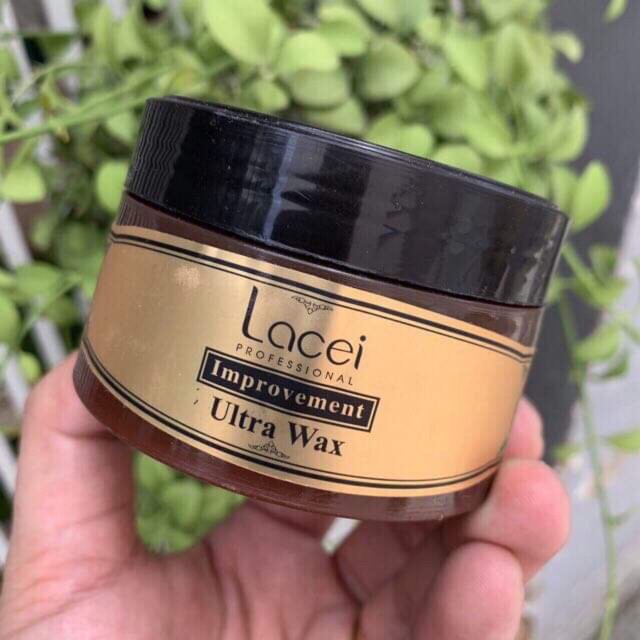 Lacei
PROFESSIONAL
Improvement
Ultra Wax